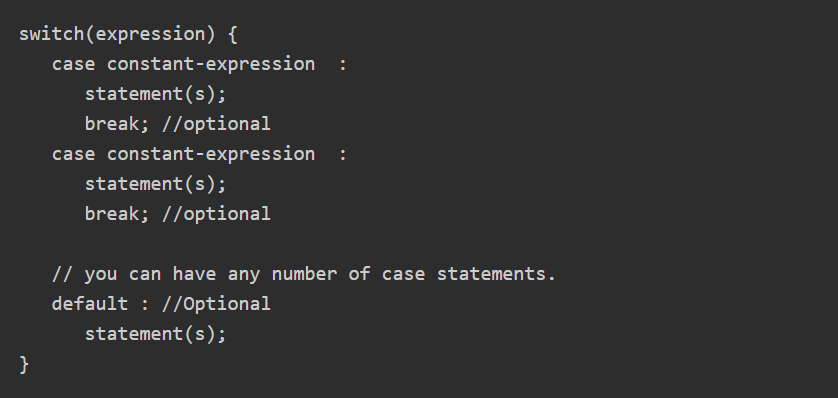 switch(expression) {
   case constant-expression  :
      statement(s);
      break; //optional
   case constant-expression  :
      statement(s);
      break; //optional

   // you can have any number of case statements.
   default : //Optional
      statement(s);
}